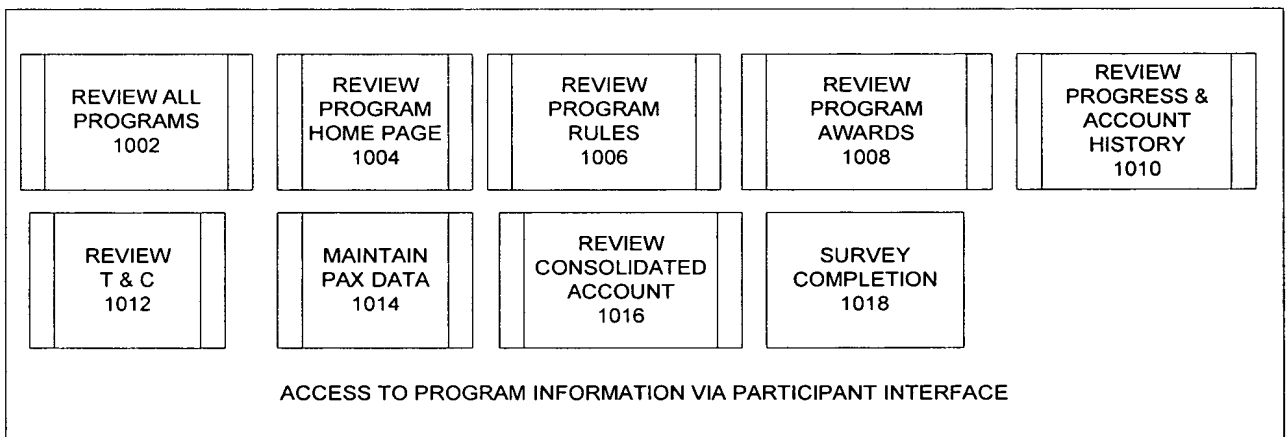 REVIEW ALL
PROGRAMS
1002
REVIEW
PROGRAM
HOME PAGE
1004
REVIEW
PROGRAM
RULES
1006
REVIEW
PROGRAM
AWARDS
1008
REVIEW
PROGRESS &
ACCOUNT
HISTORY
1010
REVIEW
T & C
1012
MAINTAIN
PAX DATA
1014
REVIEW
CONSOLIDATED
ACCOUNT
1016
SURVEY
COMPLETION
1018
ACCESS TO PROGRAM INFORMATION VIA PARTICIPANT INTERFACE